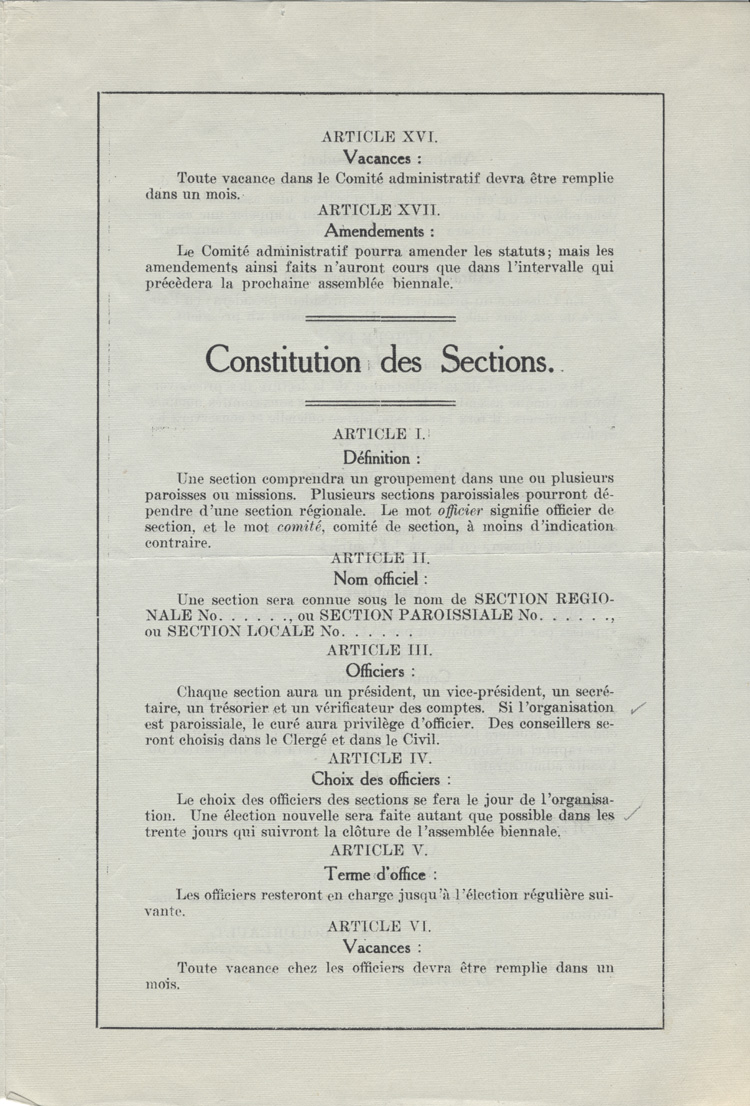 ARTICLE XVI.
Vacances :
Toute vacance dans le Comité administratif devra être remplie
dans un mois.
ARTICLE XVII.
Amendements :
Le Comité administratif pourra amender les statuts; mais les
amendements ainsi faits n'auront cours que dans l'intervalle qui
précèdera la prochaine assemblée biennale.
Constitution des Sections.
ARTICLE I.
Définition :
Une section comprendra un groupement dans une ou plusieurs
paroisses ou missions. Plusieurs sections paroissiales pourront dé-
pendre d'une section régionale. Le mot officier signifie officier de
section, et le mot comité, comité de section, à moins d'indication
contraire.
ARTICLE II.
Nom officiel :
Une section sera connue sous le nom de SECTION REGIO-
NALE No. . . . . . ., ou SECTION PAROISSIALE No. . . . . . .,
ou SECTION LOCALE No. . . . . . .
ARTICLE III.
Officiers :
Chaque section aura un président, un vice-président, un secré-
taire, un trésorier et un vérificateur des comptes. Si l'organisation
est paroissiale, le curé aura privilège d'officier. Des conseillers se-
ront choisis dans le Clergé et dans le Civil.
ARTICLE IV.
Choix des officiers :
Le choix des officiers des sections se fera le jour de l'organisa-
tion. Une élection nouvelle sera faite autant que possible dans les
trente jours qui suivront la clôture de l'assemblée biennale.
ARTICLE V.
Terme d'office :
Les officiers resteront en charge jusqu'à l'élection régulière sui-
vante.
ARTICLE VI.
Vacances :
Toute vacance chez les officiers devra être remplie dans un
mois.